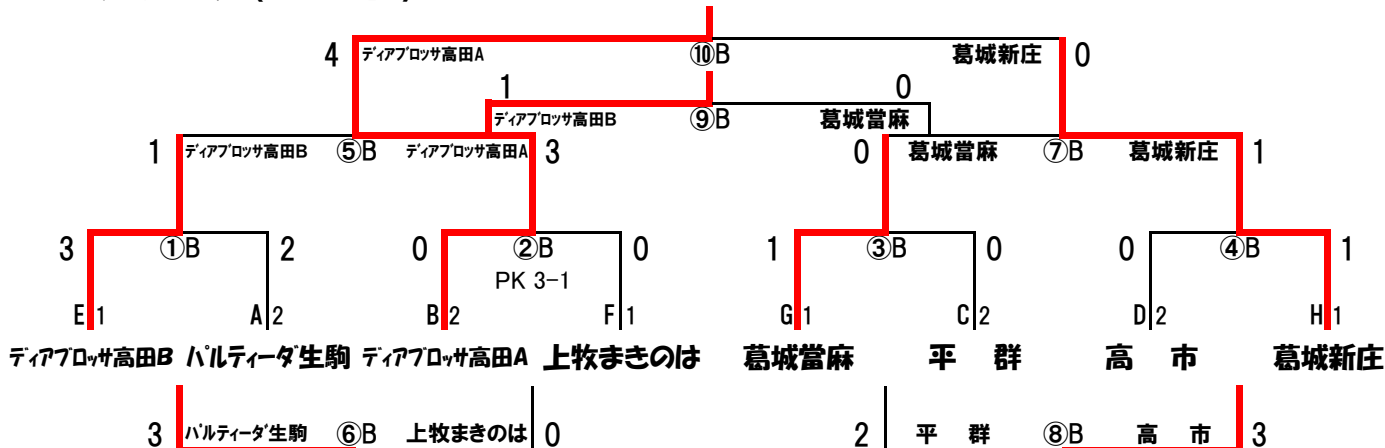 4 ディアブロッサ高田A ⑩B 葛城新庄 0
1 0
ディアブロッサ高田B ⑨B 葛城當麻
1 ディアブロッサ高田B ⑤B ディアブロッサ高田A 3 0 葛城當麻 ⑦B 葛城新庄 1
3 ①B 2 0 ②B 0 1 ③B 0 0 ④B 1
PK 3-1
E 1 A 2 B 2 F 1 G 1 C 2 D 2 H 1
ディアブロッサ高田B パルティーダ生駒 ディアブロッサ高田A 上牧まきのは 葛城當麻 平 群 高 市 葛城新庄
3 パルティーダ生駒 ⑥B 上牧まきのは 0 2 平 群 ⑧B 高 市 3